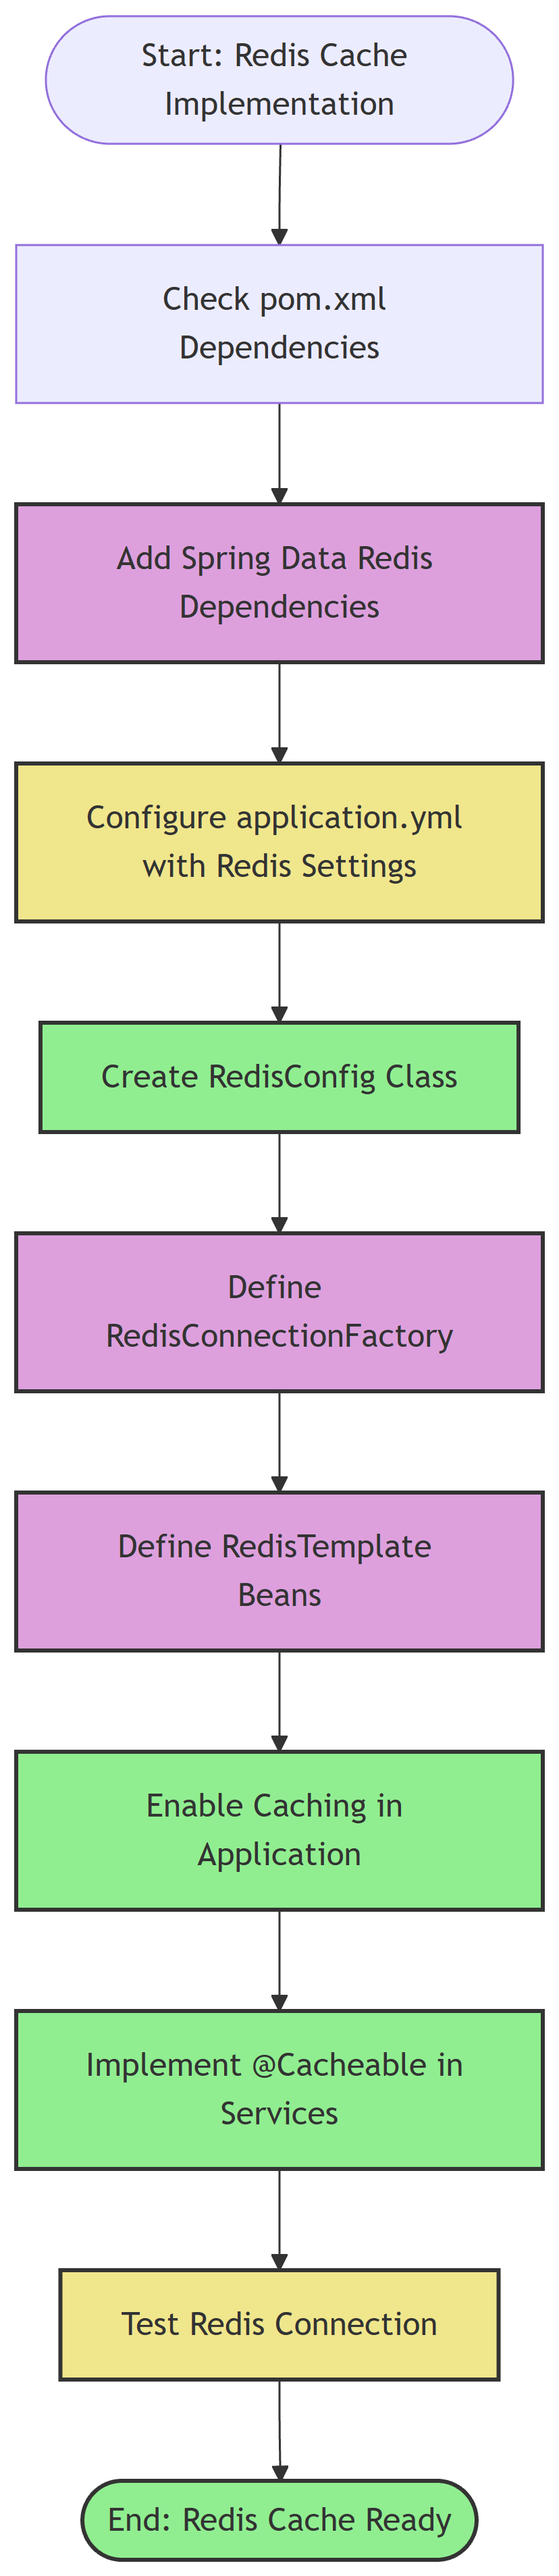 Start: Redis Cache
Implementation
Check pom.xml
Dependencies
Add Spring Data Redis
Dependencies
Configure application.yml
with Redis Settings
Create RedisConfig Class
Define
RedisConnectionFactory
Define RedisTemplate
Beans
Enable Caching in
Application
Implement @Cacheable in
Services
Test Redis Connection
End: Redis Cache Ready